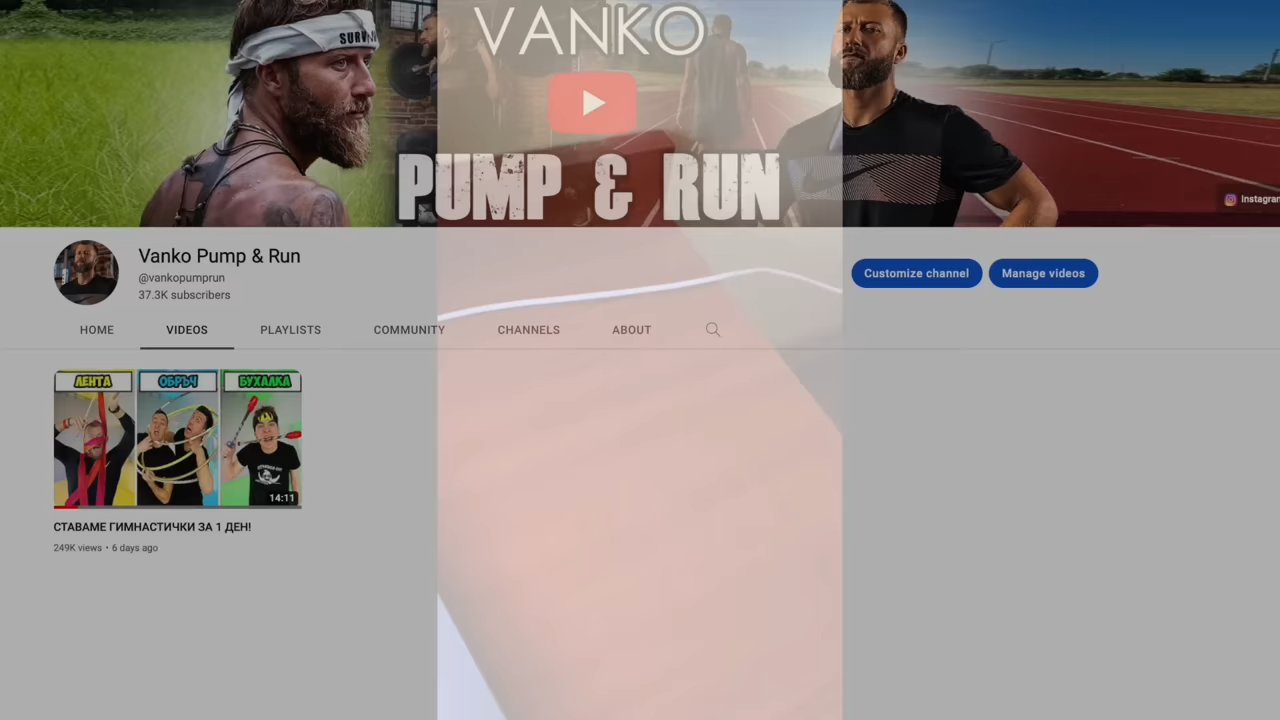 SURV
VANKO
PUMP & RUN
Instagram
Vanko Pump & Run
@vankopumprun
37.3K subscribers
Customize channel
Manage videos
HOME
VIDEOS
PLAYLISTS
COMMUNITY
CHANNELS
ABOUT
ЛЕНТА
ОБРЪЧ
БУХАЛКА
14:11
СТАВАМЕ ГИМНАСТИЧКИ ЗА 1 ДЕН!
249K views • 6 days ago